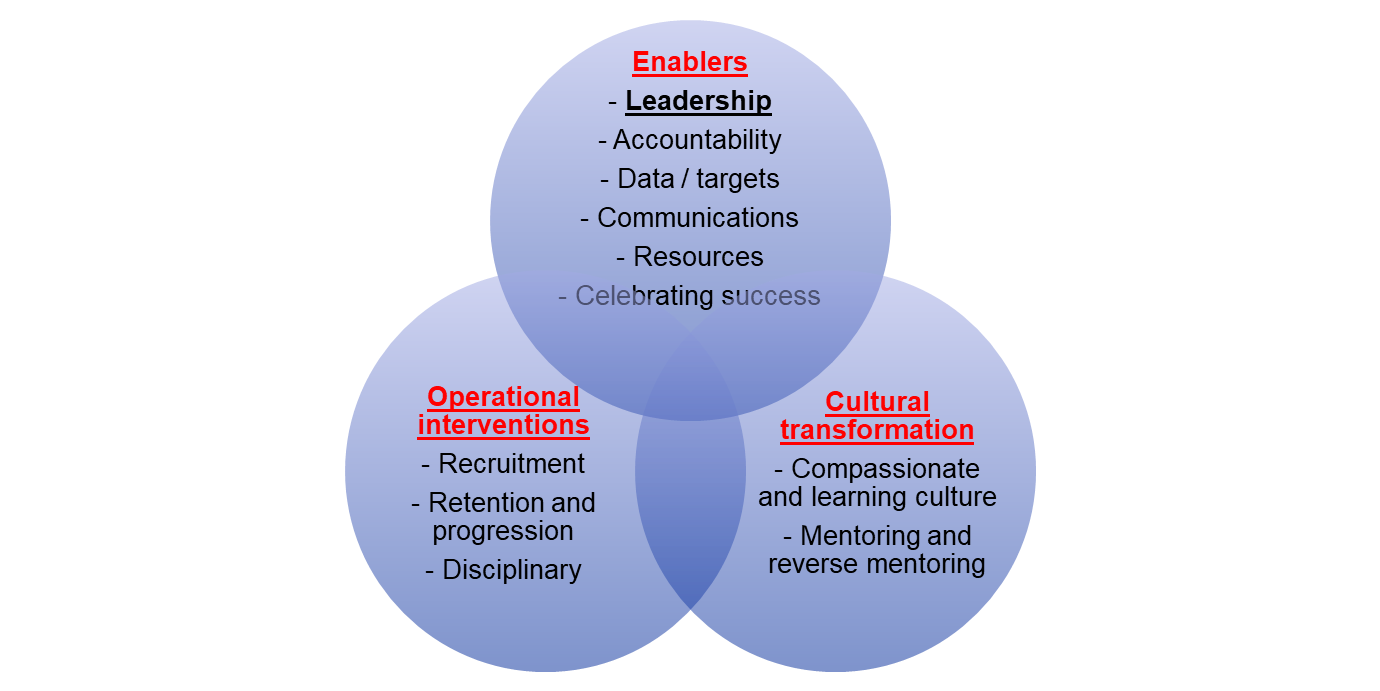 Enablers
- Leadership
- Accountability
- Data / targets
- Communications
- Resources
- Celebrating success
Operational
interventions
- Recruitment
- Retention and
progression
- Disciplinary
Cultural
transformation
- Compassionate
and learning culture
- Mentoring and
reverse mentoring